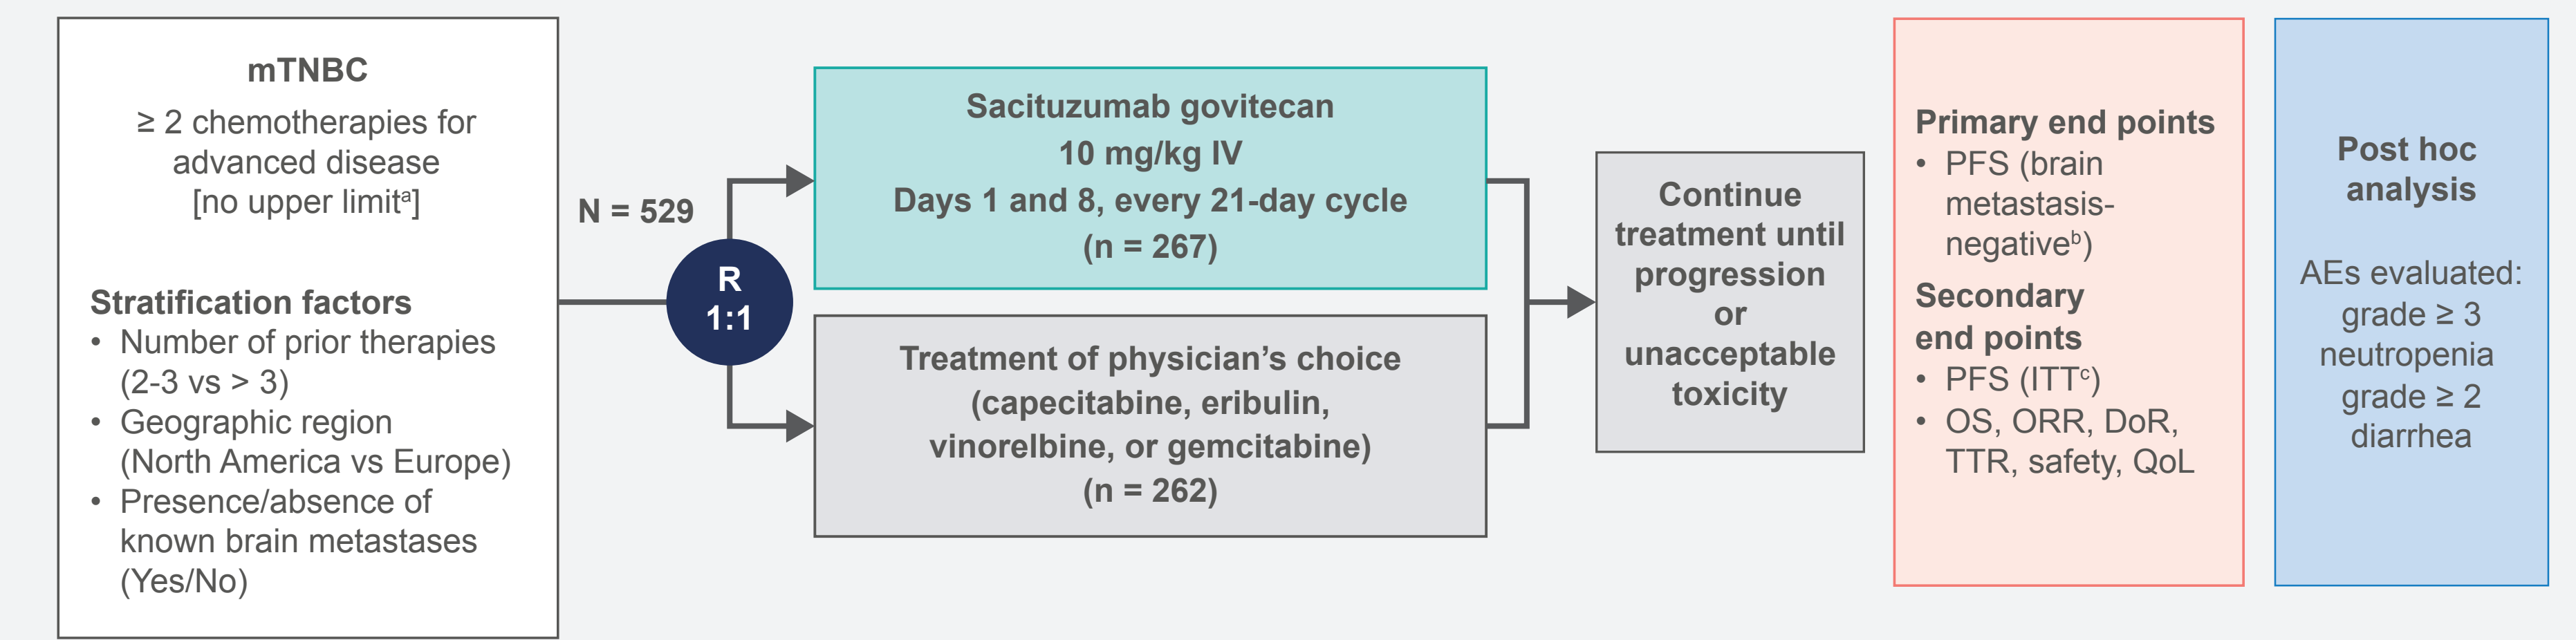 mTNBC
≥ 2 chemotherapies for
advanced disease
[no upper limitᵃ]
Stratification factors
• Number of prior therapies
(2-3 vs > 3)
• Geographic region
(North America vs Europe)
• Presence/absence of
known brain metastases
(Yes/No)
N = 529
R
1:1
Sacituzumab govitecan
10 mg/kg IV
Days 1 and 8, every 21-day cycle
(n = 267)
Treatment of physician’s choice
(capecitabine, eribulin,
vinorelbine, or gemcitabine)
(n = 262)
Continue
treatment until
progression
or
unacceptable
toxicity
Primary end points
• PFS (brain
metastasis-
negativeᵇ)
Secondary
end points
• PFS (ITTᶜ)
• OS, ORR, DoR,
TTR, safety, QoL
Post hoc
analysis
AEs evaluated:
grade ≥ 3
neutropenia
grade ≥ 2
diarrhea